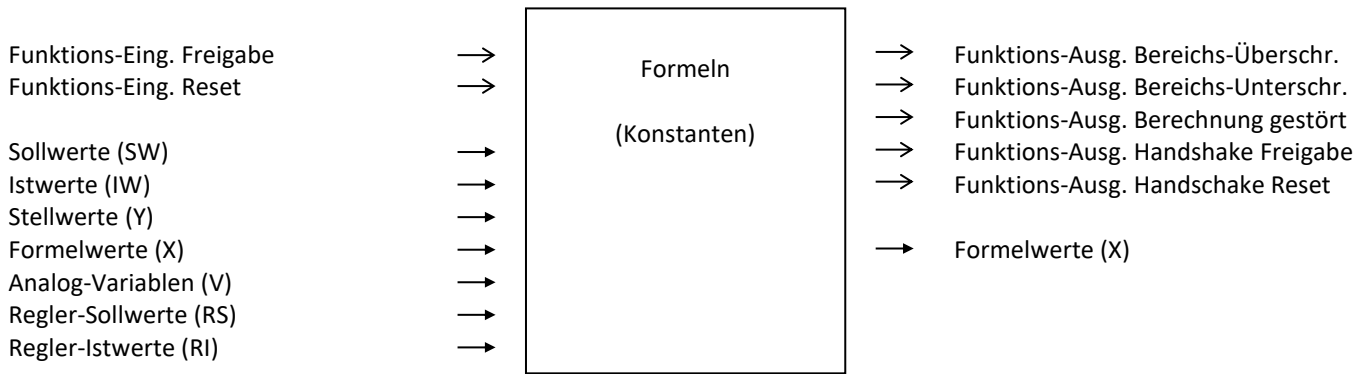 Funktions-Eing. Freigabe
Funktions-Eing. Reset
Sollwerte (SW)
Istwerte (IW)
Stellwerte (Y)
Formelwerte (X)
Analog-Variablen (V)
Regler-Sollwerte (RS)
Regler-Istwerte (RI)
Formeln
(Konstanten)
Funktions-Ausg. Bereichs-Überschr.
Funktions-Ausg. Bereichs-Unterschr.
Funktions-Ausg. Berechnung gestört
Funktions-Ausg. Handshake Freigabe
Funktions-Ausg. Handschake Reset
Formelwerte (X)